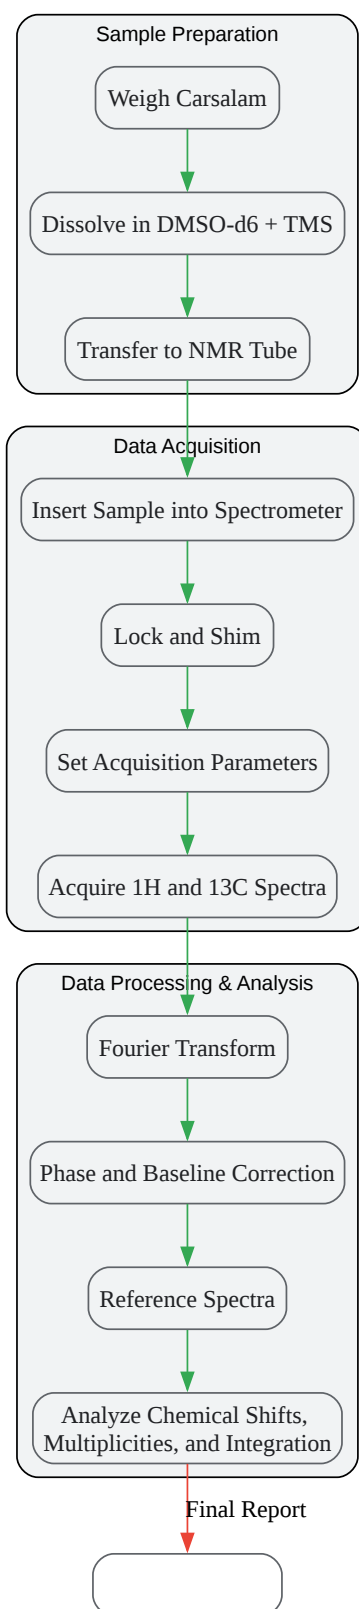 Sample Preparation
Weigh Carsalam
Dissolve in DMSO-d6 + TMS
Transfer to NMR Tube
Data Acquisition
Insert Sample into Spectrometer
Lock and Shim
Set Acquisition Parameters
Acquire 1H and 13C Spectra
Data Processing & Analysis
Fourier Transform
Phase and Baseline Correction
Reference Spectra
Analyze Chemical Shifts,
Multiplicities, and Integration
Final Report